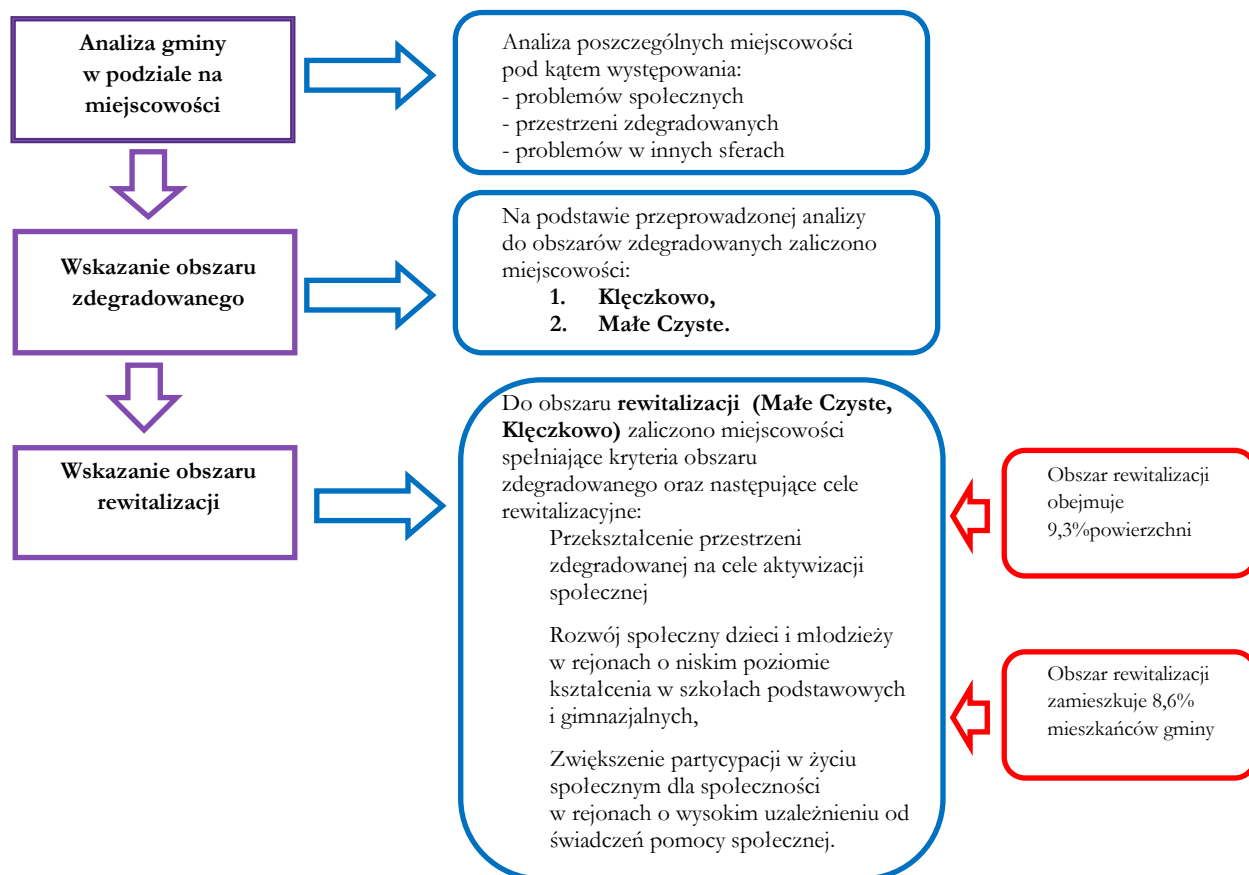 Analiza gminy
w podziale na
miejscowości
Analiza poszczególnych miejscowości
pod kątem występowania:
- problemów społecznych
- przestrzeni zdegradowanych
- problemów w innych sferach
Wskazanie obszaru
zdegradowanego
Na podstawie przeprowadzonej analizy
do obszarów zdegradowanych zaliczono
miejscowości:
1. Klęczkowo,
2. Małe Czyste.
Wskazanie obszaru
rewitalizacji
Do obszaru rewitalizacji (Małe Czyste,
Klęczkowo) zaliczono miejscowości
spełniające kryteria obszaru
zdegradowanego oraz następujące cele
rewitalizacyjne:
Przekształcenie przestrzeni
zdegradowanej na cele aktywizacji
społecznej
Rozwój społeczny dzieci i młodzieży
w rejonach o niskim poziomie
kształcenia w szkołach podstawowych
i gimnazjalnych,
Zwiększenie partycypacji w życiu
społecznym dla społeczności
w rejonach o wysokim uzależnieniu od
świadczeń pomocy społecznej.
Obszar rewitalizacji
obejmuje
9,3%powierzchni
Obszar rewitalizacji
zamieszkuje 8,6%
mieszkańców gminy